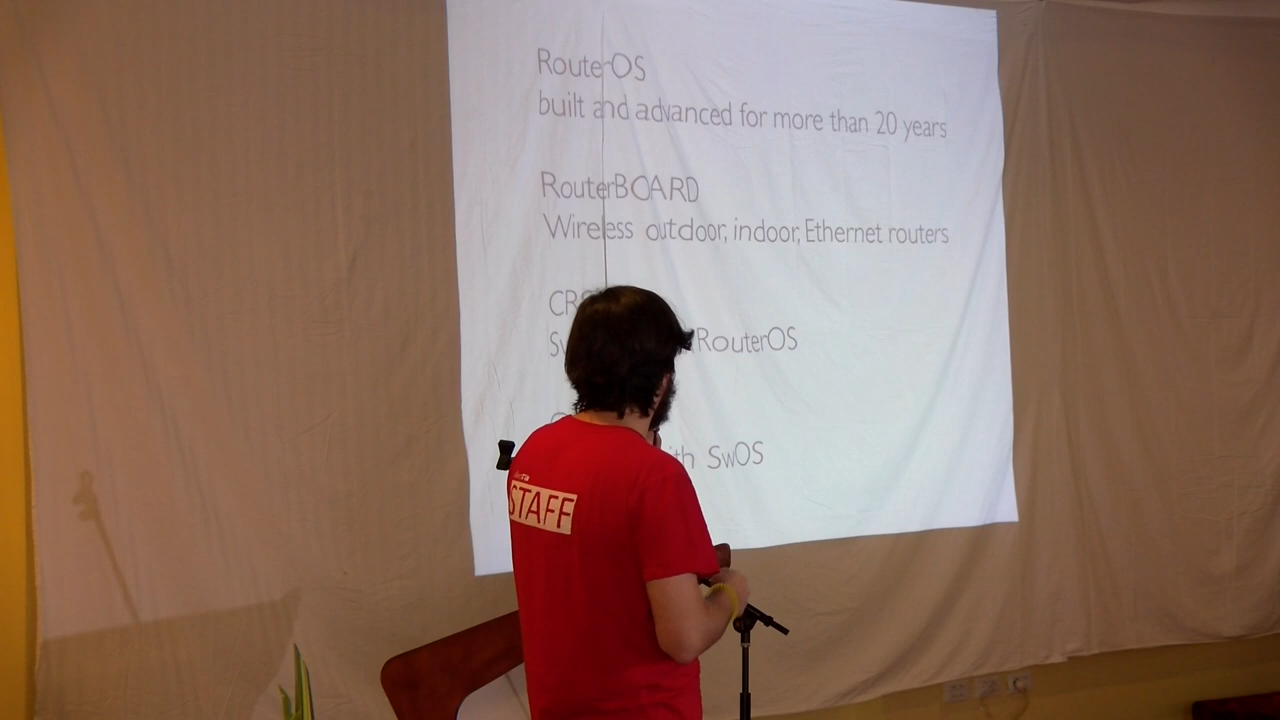 RouterOS
built and advanced for more than 20 years
RouterBOARD
Wireless outdoor, indoor, Ethernet routers
RouterOS
SwOS
STAFF